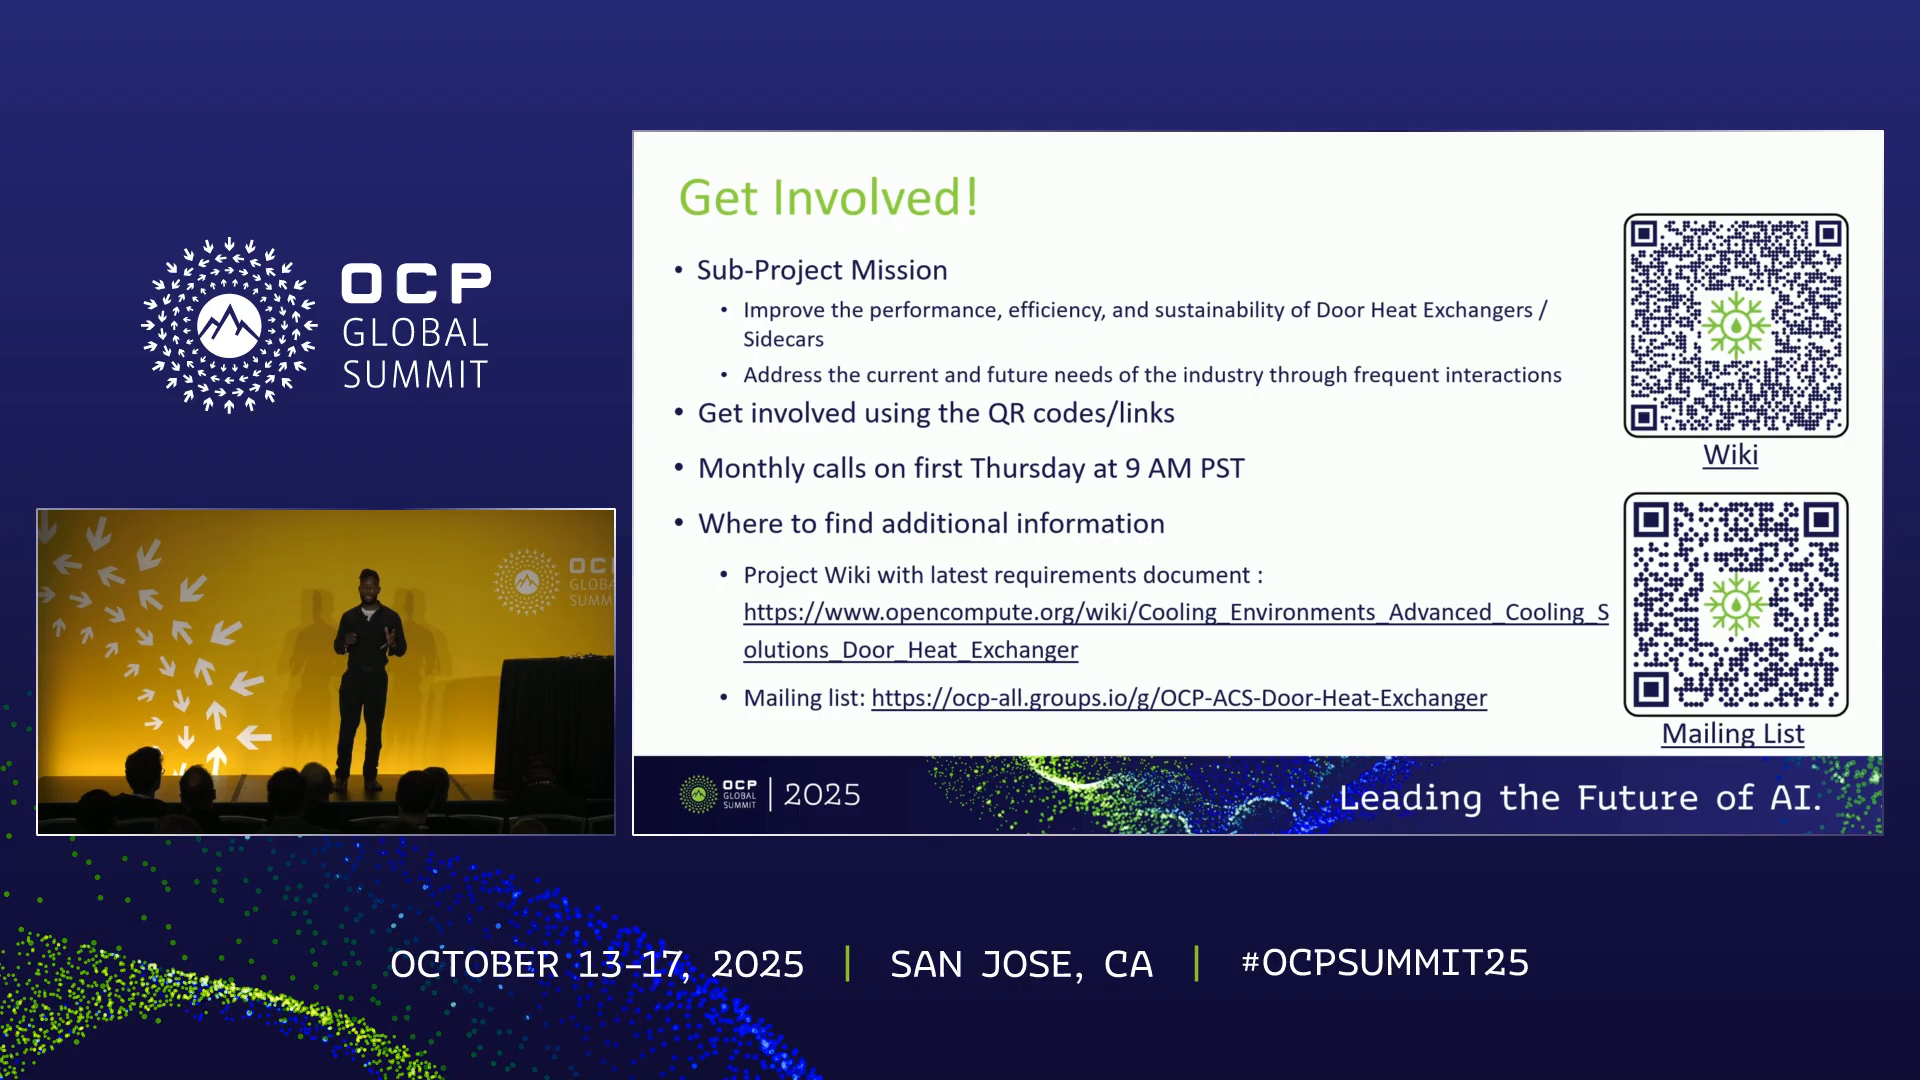 OCP
GLOBAL
SUMMIT
Get Involved!
• Sub-Project Mission
• Improve the performance, efficiency, and sustainability of Door Heat Exchangers /
Sidecars
• Address the current and future needs of the industry through frequent interactions
• Get involved using the QR codes/links
• Monthly calls on first Thursday at 9 AM PST
• Where to find additional information
• Project Wiki with latest requirements document :
https://www.opencompute.org/wiki/Cooling_Environments_Advanced_Cooling_S
olutions_Door_Heat_Exchanger
• Mailing list: https://ocp-all.groups.io/g/OCP-ACS-Door-Heat-Exchanger
Wiki
Mailing List
OCP
GLOBAL
SUMMIT
2025
Leading the Future of AI.
OCTOBER 13-17, 2025 | SAN JOSE, CA | #OCPSUMMIT25